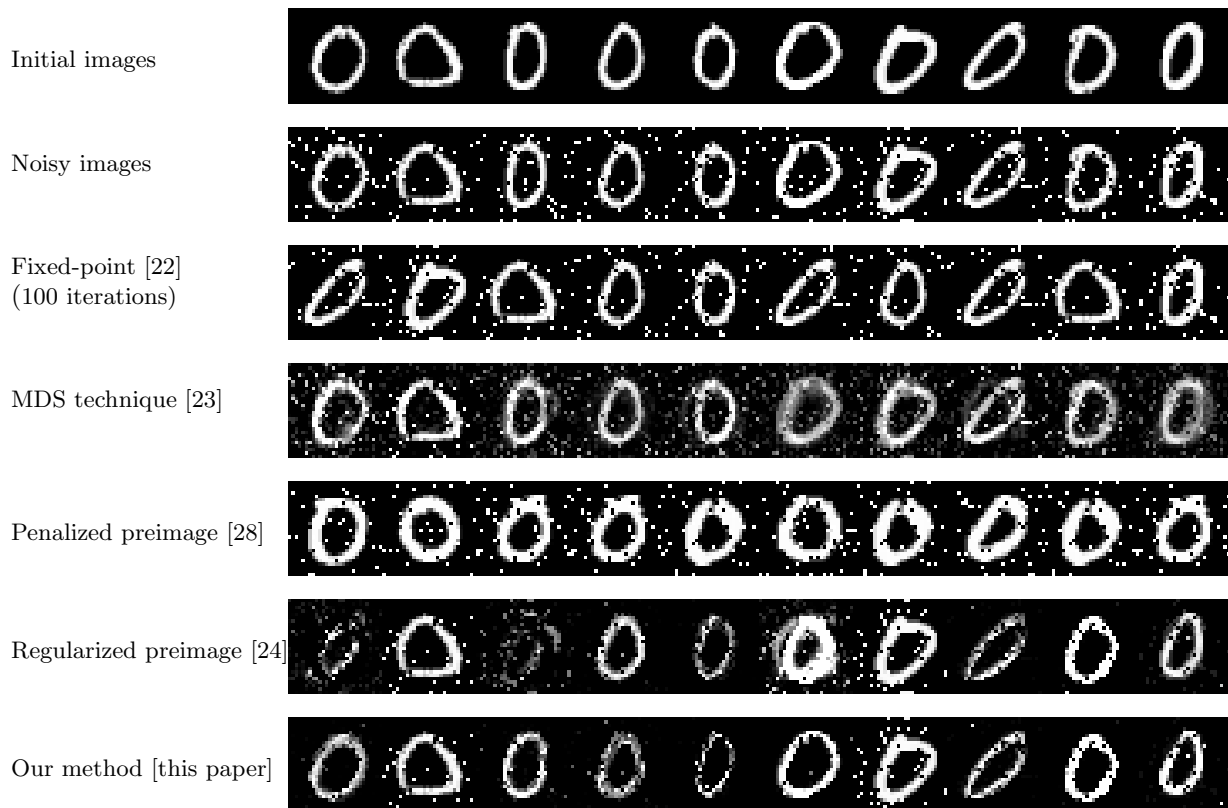 Initial images
Noisy images
Fixed-point [22]
(100 iterations)
MDS technique [23]
Penalized preimage [28]
Regularized preimage [24]
Our method [this paper]